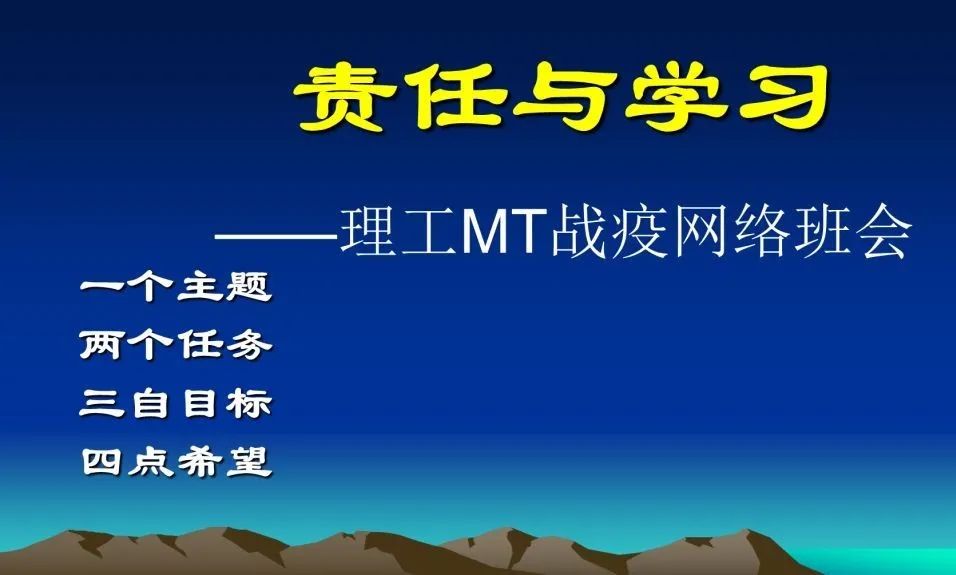 责任与学习
——理工MT战疫网络班会
一个主题
两个任务
三自目标
四点希望